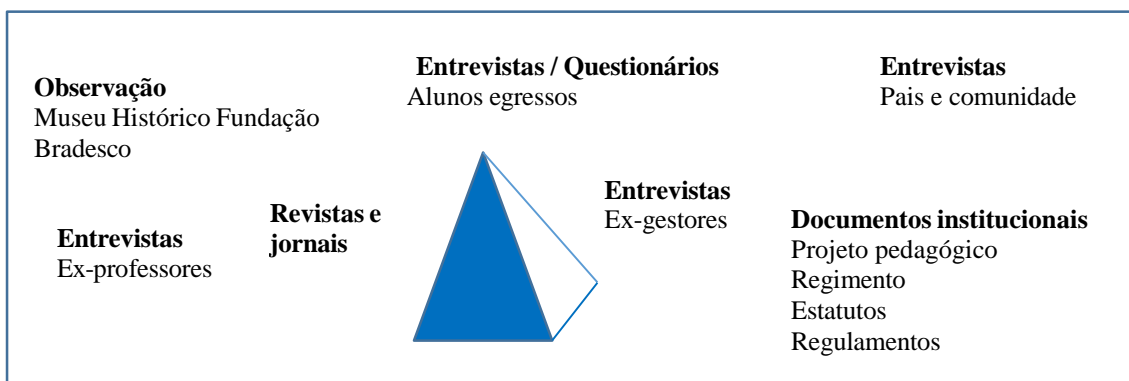 Observação
Museu Histórico Fundação
Bradesco
Entrevistas / Questionários
Alunos egressos
Entrevistas
Pais e comunidade
Entrevistas
Ex-professores
Revistas e
jornais
Entrevistas
Ex-gestores
Documentos institucionais
Projeto pedagógico
Regimento
Estatutos
Regulamentos